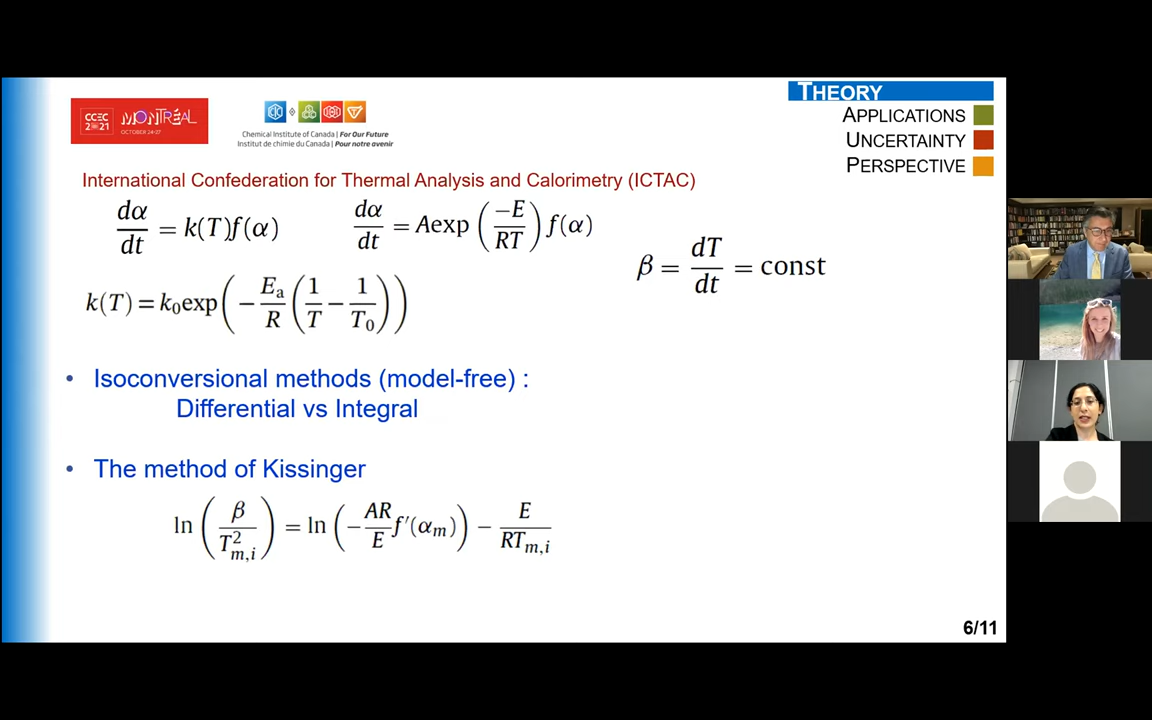 CCEC
2021
MONTRÉAL
OCTOBER 24-27
Chemical Institute of Canada | For Our Future
Institut de chimie du Canada | Pour notre avenir
THEORY
APPLICATIONS
UNCERTAINTY
PERSPECTIVE
International Confederation for Thermal Analysis and Calorimetry (ICTAC)
dα/dt = k(T)f(α)
dα/dt = Aexp(-E/RT)f(α)
β = dT/dt = const
k(T) = k₀exp(-Eₐ/R(1/T - 1/T₀))
• Isoconversional methods (model-free) :
Differential vs Integral
• The method of Kissinger
ln(β/T²ₘ,ᵢ) = ln(-AR/E f′(αₘ)) - E/RTₘ,ᵢ
6/11